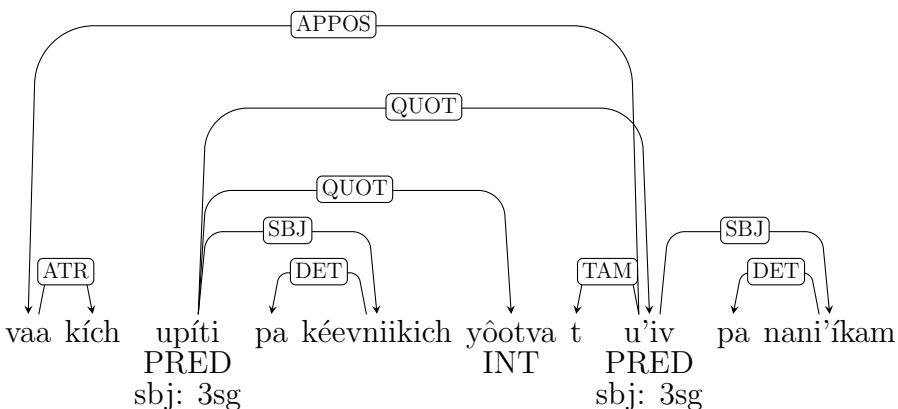 APPOS
QUOT
QUOT
SBJ SBJ
ATR DET TAM DET
vaa kích upíti pa kéevniikich yôotva t u'iv pa nani'íkam
PRED INT PRED
sbj: 3sg sbj: 3sg